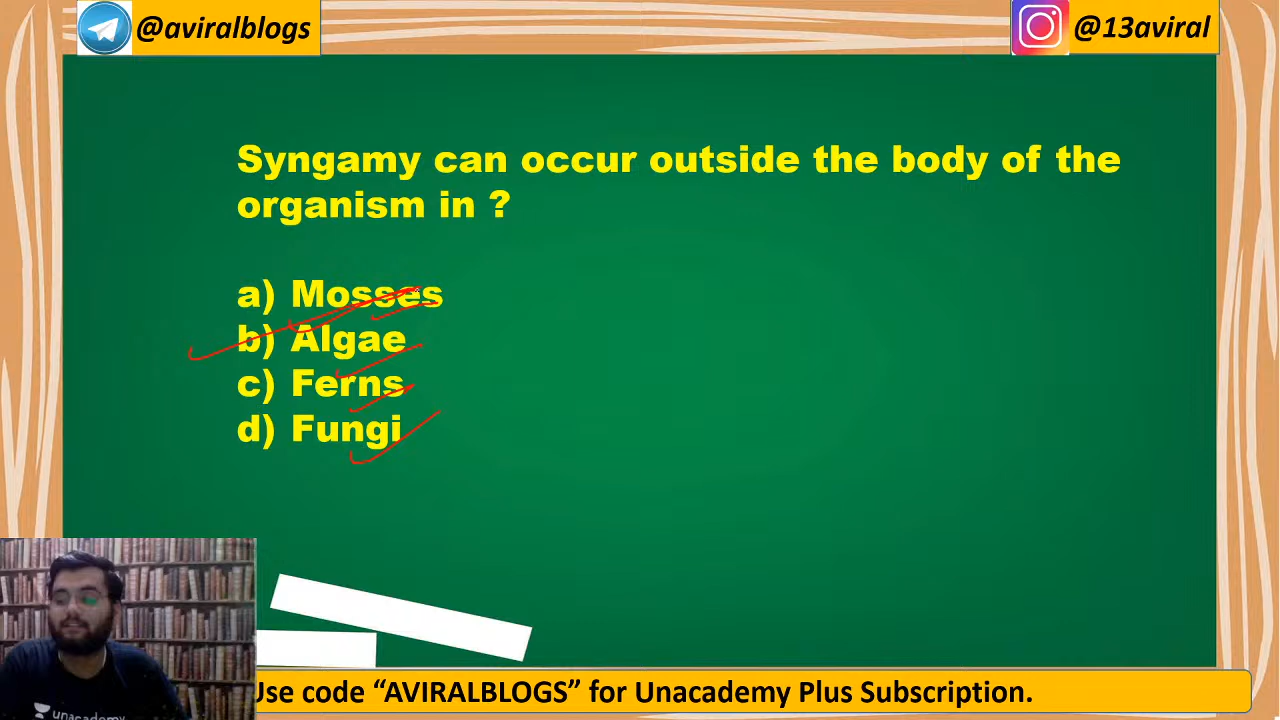 @aviralblogs
@13aviral
Syngamy can occur outside the body of the
organism in ?
a) Mosses
b) Algae
c) Ferns
d) Fungi
Use code “AVIRALBLOGS” for Unacademy Plus Subscription.
unacademy